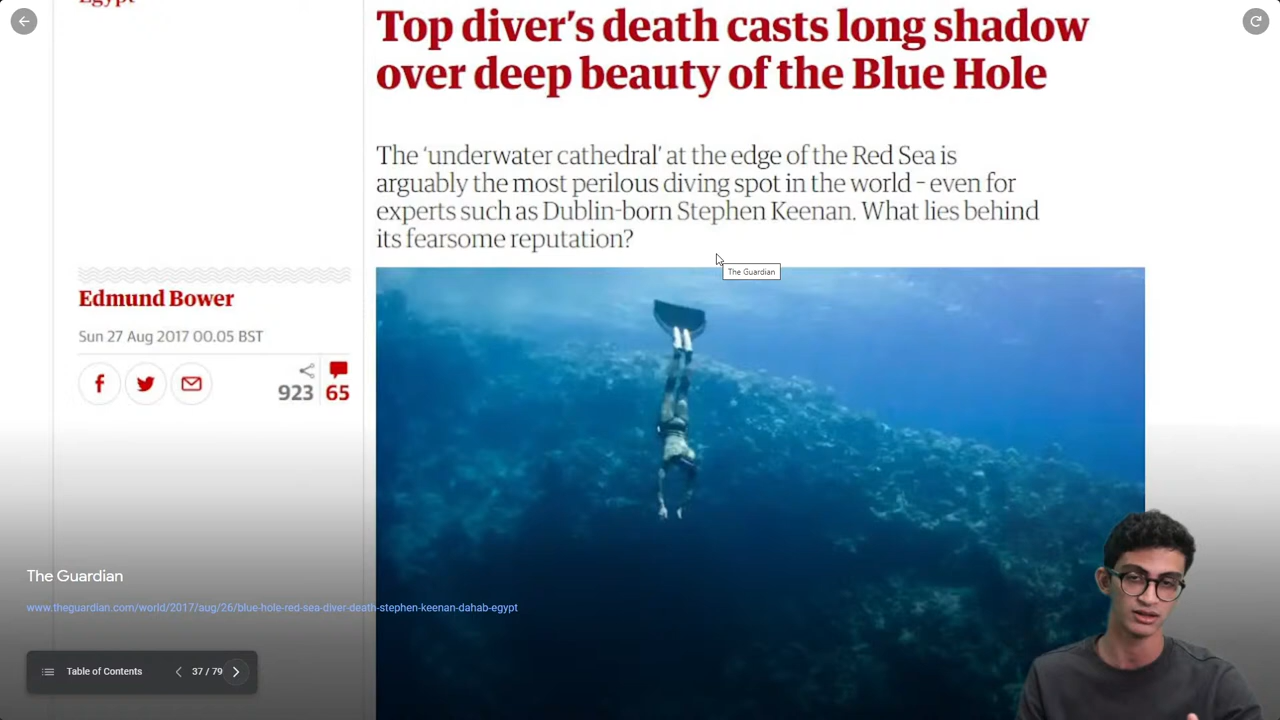 Egypt
Top diver's death casts long shadow
over deep beauty of the Blue Hole
The ‘underwater cathedral’ at the edge of the Red Sea is
arguably the most perilous diving spot in the world – even for
experts such as Dublin-born Stephen Keenan. What lies behind
its fearsome reputation?
The Guardian
Edmund Bower
Sun 27 Aug 2017 00.05 BST
923 65
The Guardian
www.theguardian.com/world/2017/aug/26/blue-hole-red-sea-diver-death-stephen-keenan-dahab-egypt
Table of Contents 37 / 79